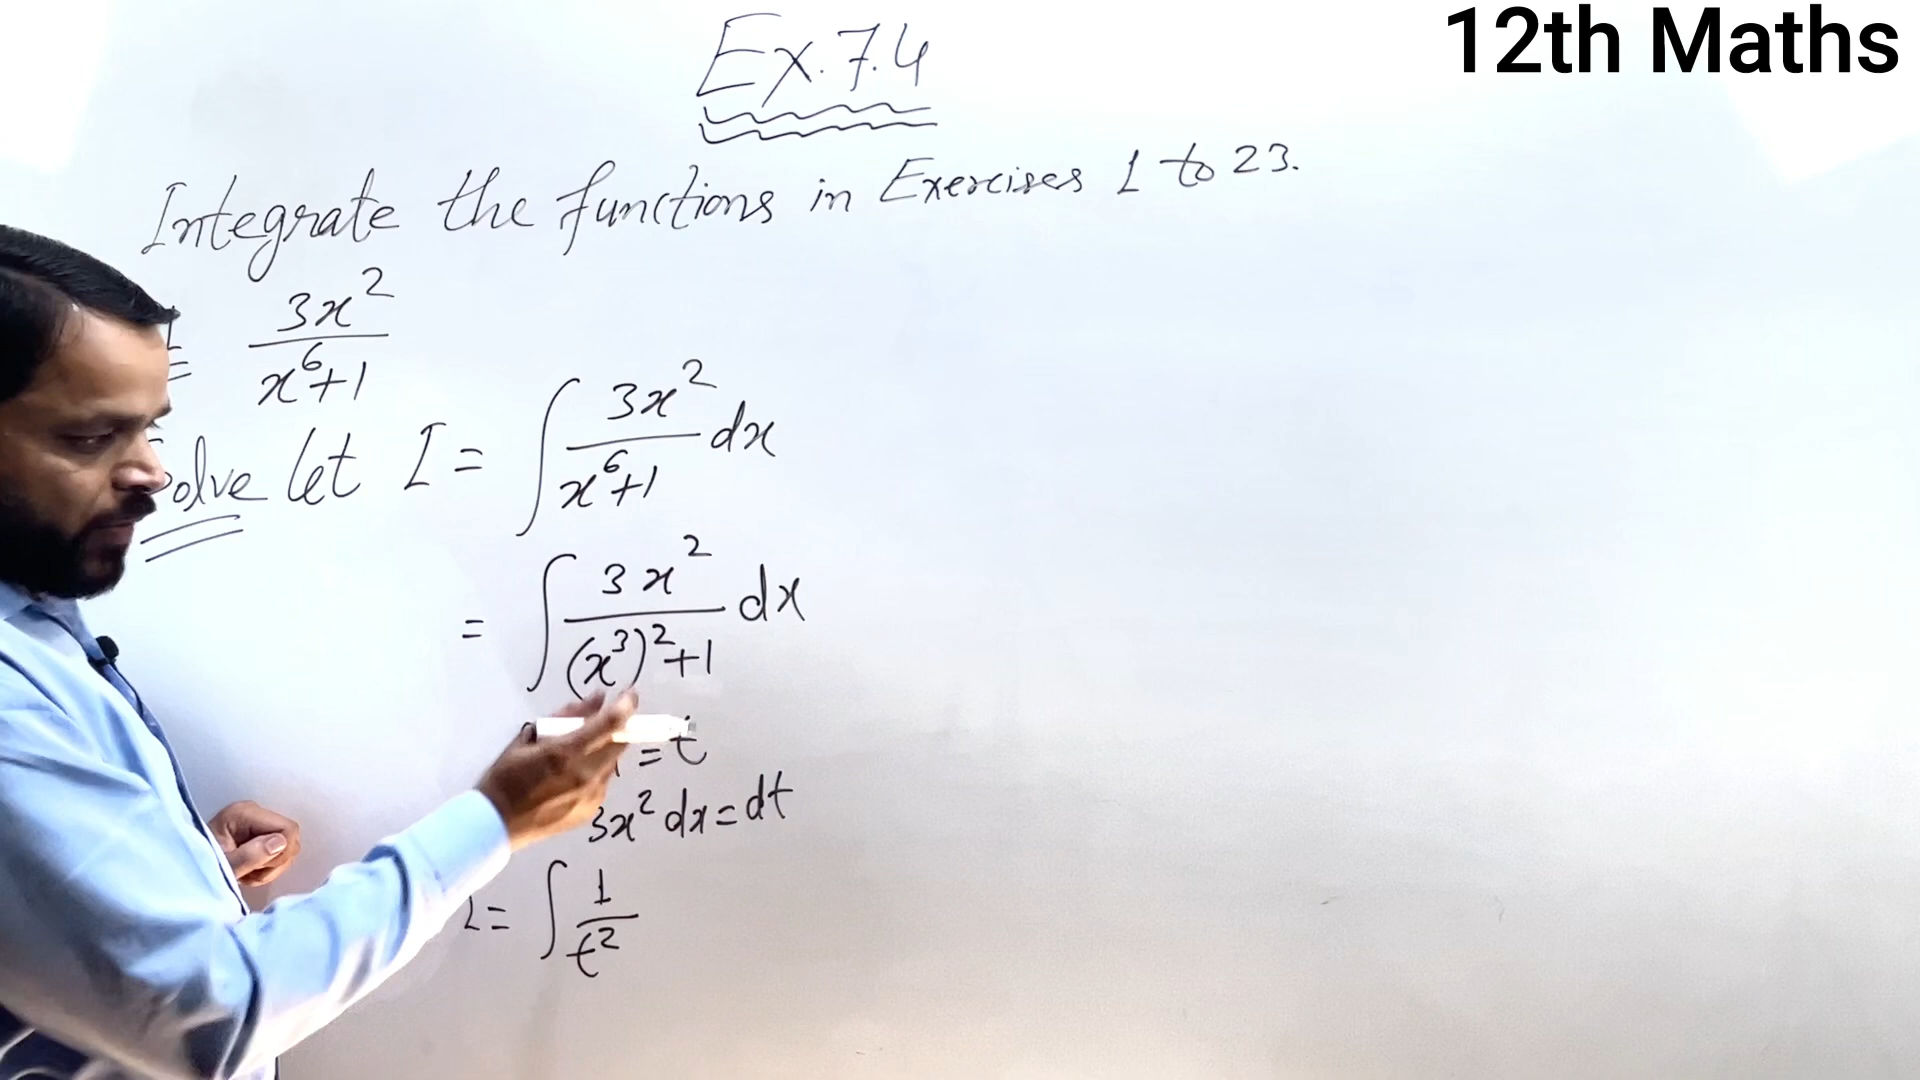 12th Maths
Ex. 7.4
Integrate the functions in Exercises 1 to 23.
1 3x²/(x⁶+1)
Solve let I = ∫ 3x²/(x⁶+1) dx
= ∫ 3x²/((x³)²+1) dx
= t
3x² dx = dt
= ∫ 1/t²